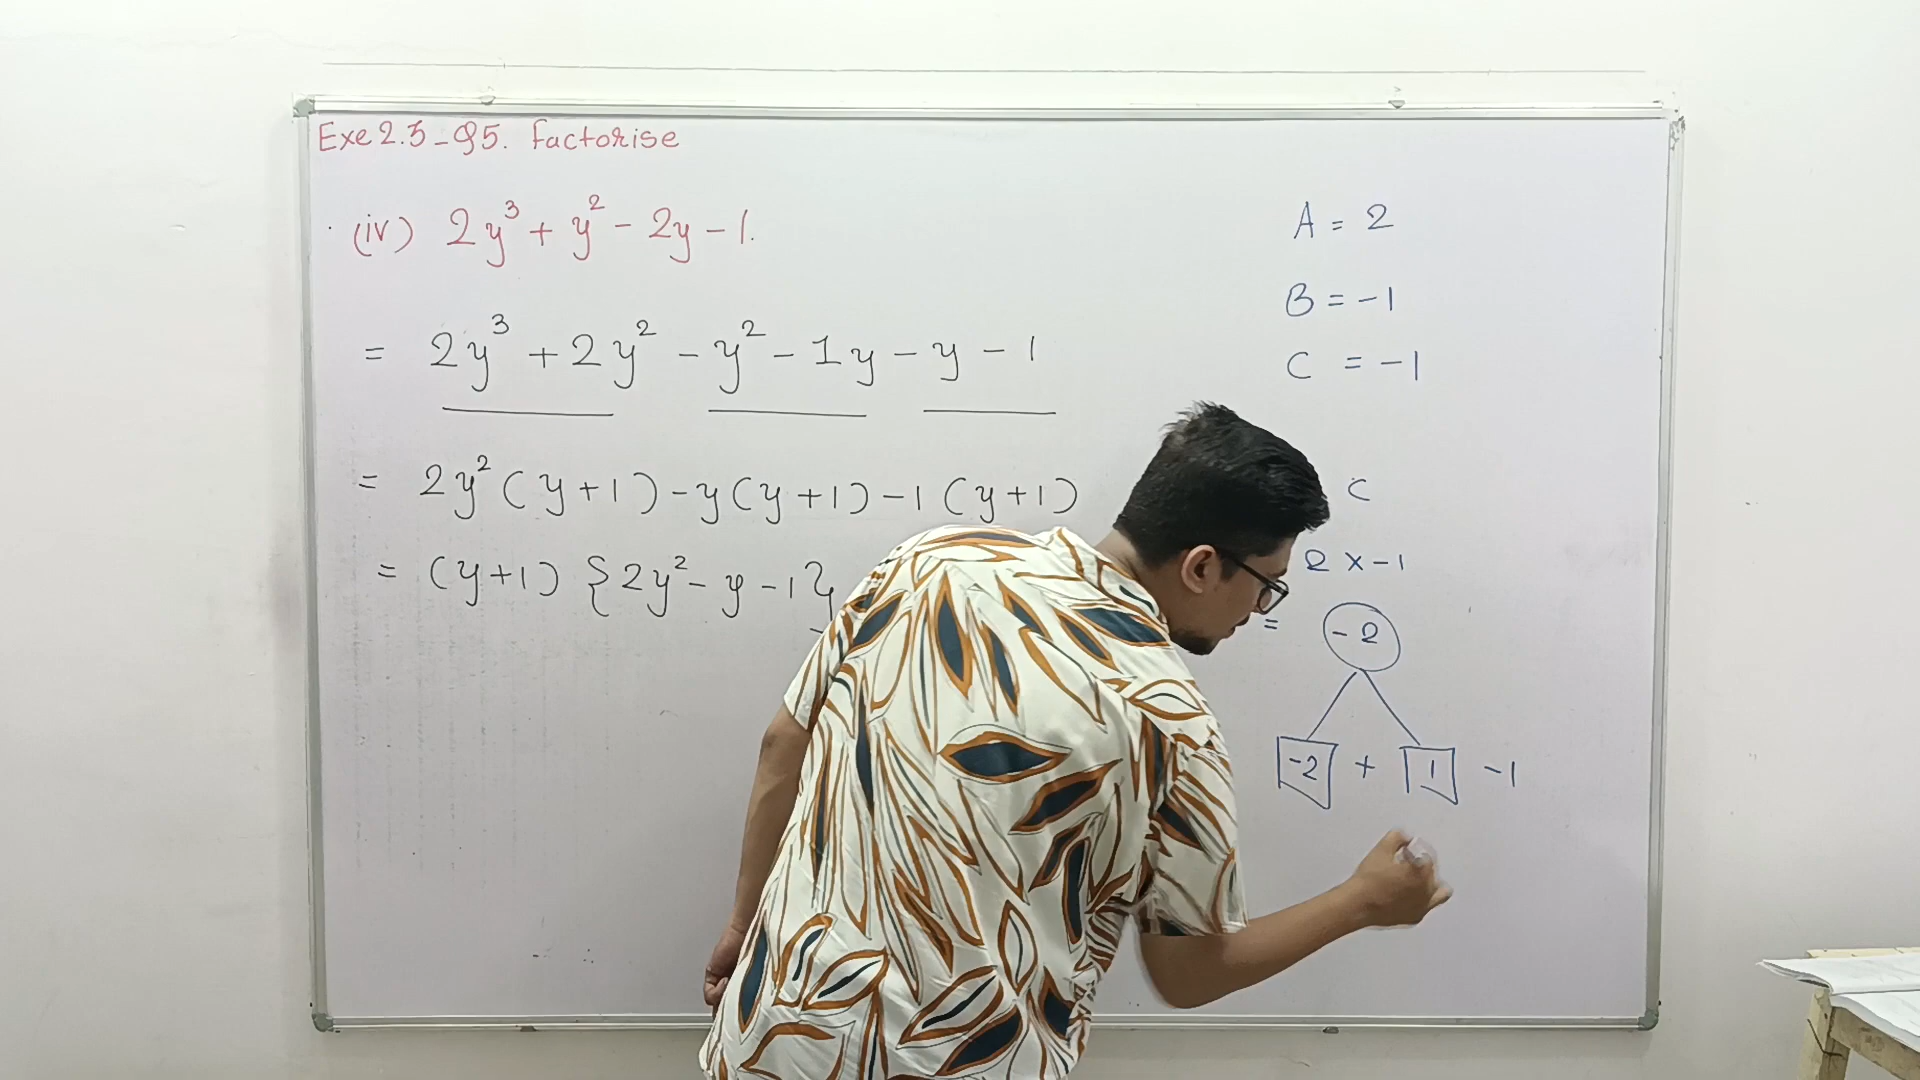 Exe 2.3 - Q5. Factorise
(iv) 2y³ + y² - 2y - 1.
= 2y³ + 2y² - y² - 1y - y - 1
= 2y² (y+1) - y (y+1) - 1 (y+1)
= (y+1) {2y² - y - 1}
A = 2
B = -1
C = -1
C
2 x -1
= -2
-2 + 1 -1